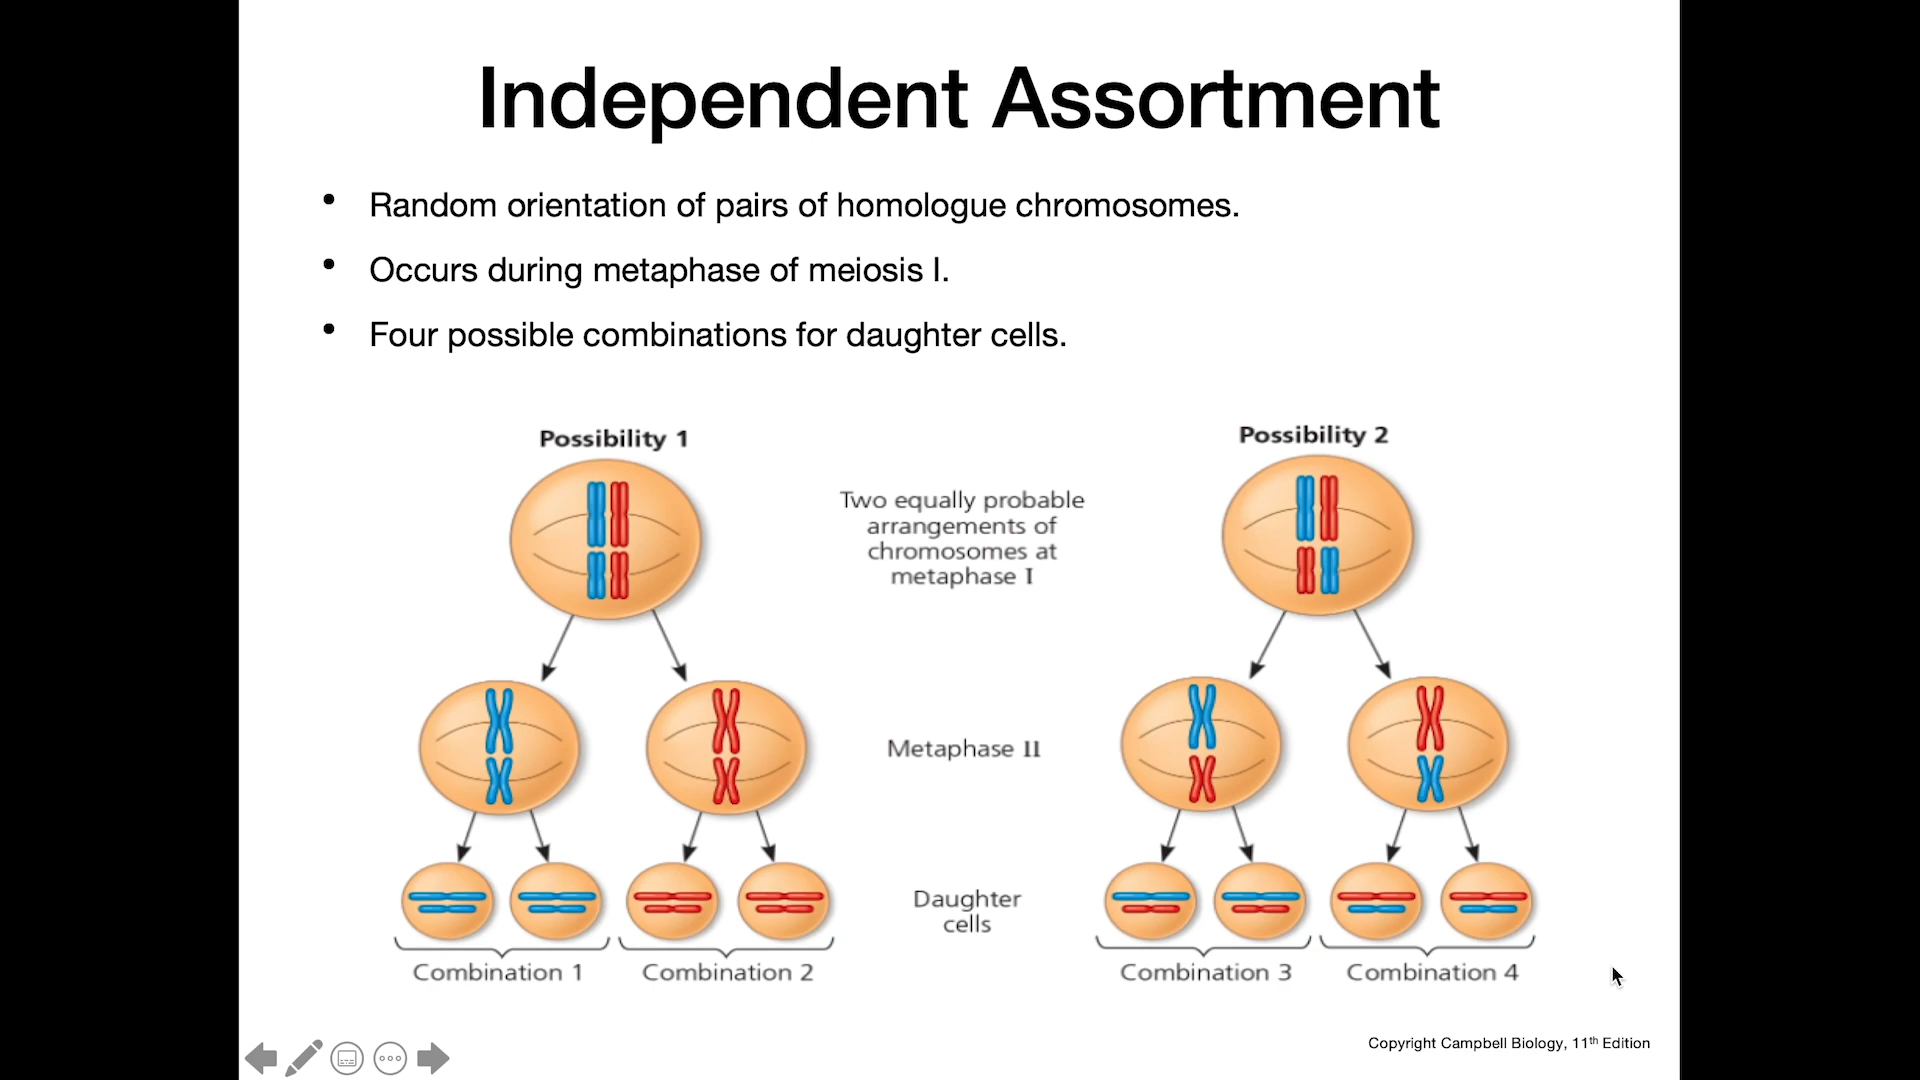 Independent Assortment
• Random orientation of pairs of homologue chromosomes.
• Occurs during metaphase of meiosis I.
• Four possible combinations for daughter cells.
Possibility 1
Possibility 2
Two equally probable
arrangements of
chromosomes at
metaphase I
Metaphase II
Daughter
cells
Combination 1
Combination 2
Combination 3
Combination 4
Copyright Campbell Biology, 11th Edition